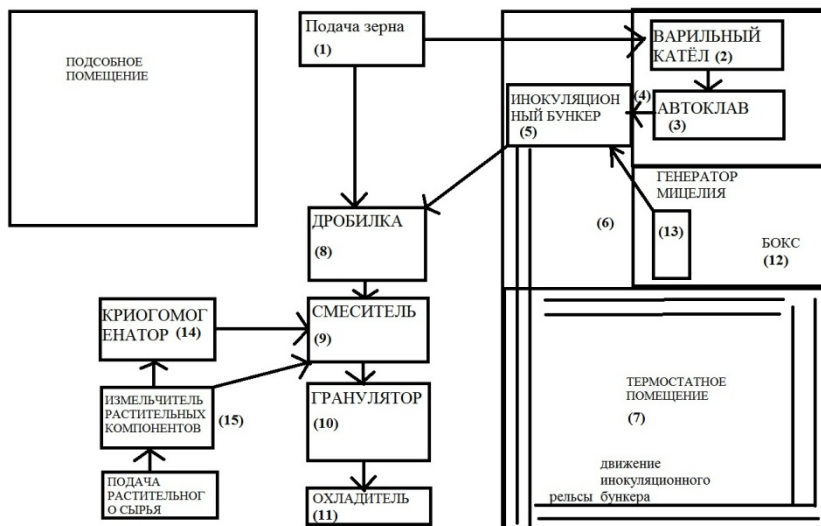 ПОДСОБНОЕ
ПОМЕЩЕНИЕ
Подача зерна
(1)
ВАРИЛЬНЫЙ
КАТЁЛ (2)
(4)
АВТОКЛАВ
(3)
ИНОКУЛЯЦИОН
НЫЙ БУНКЕР
(5)
ГЕНЕРАТОР
МИЦЕЛИЯ
(13)
БОКС
(12)
(6)
ДРОБИЛКА
(8)
КРИОГОМОГ
ЕНАТОР (14)
СМЕСИТЕЛЬ
(9)
ИЗМЕЛЬЧИТЕЛЬ
РАСТИТЕЛЬНЫХ
КОМПОНЕНТОВ
(15)
ГРАНУЛЯТОР
(10)
ТЕРМОСТАТНОЕ
ПОМЕЩЕНИЕ
(7)
ПОДАЧА
РАСТИТЕЛЬНОГ
О СЫРЬЯ
ОХЛАДИТЕЛЬ
(11)
движение
инокуляционного
рельсы бункера